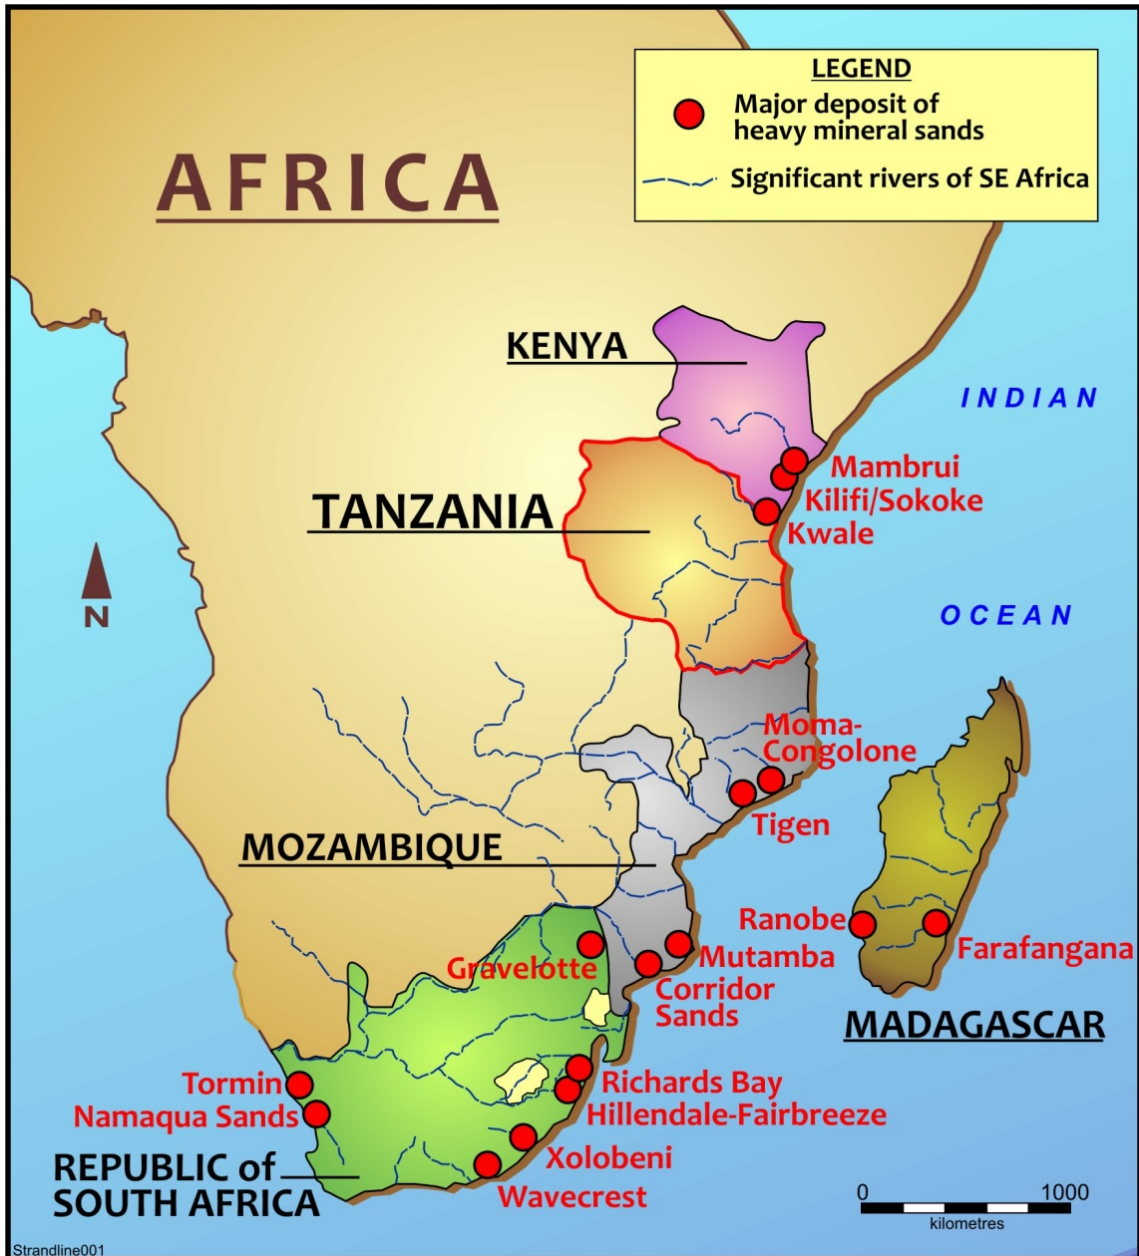 LEGEND
Major deposit of
heavy mineral sands
Significant rivers of SE Africa
AFRICA
KENYA
INDIAN
Mambrui
Kilifi/Sokoke
Kwale
TANZANIA
N
OCEAN
Moma-
Congolone
Tigen
MOZAMBIQUE
Ranobe
Farafangana
Mutamba
Gravelotte
Corridor
Sands
MADAGASCAR
Tormin
Namaqua Sands
Richards Bay
Hillendale-Fairbreeze
Xolobeni
Wavecrest
REPUBLIC of
SOUTH AFRICA
0 1000
kilometres
Strandline001